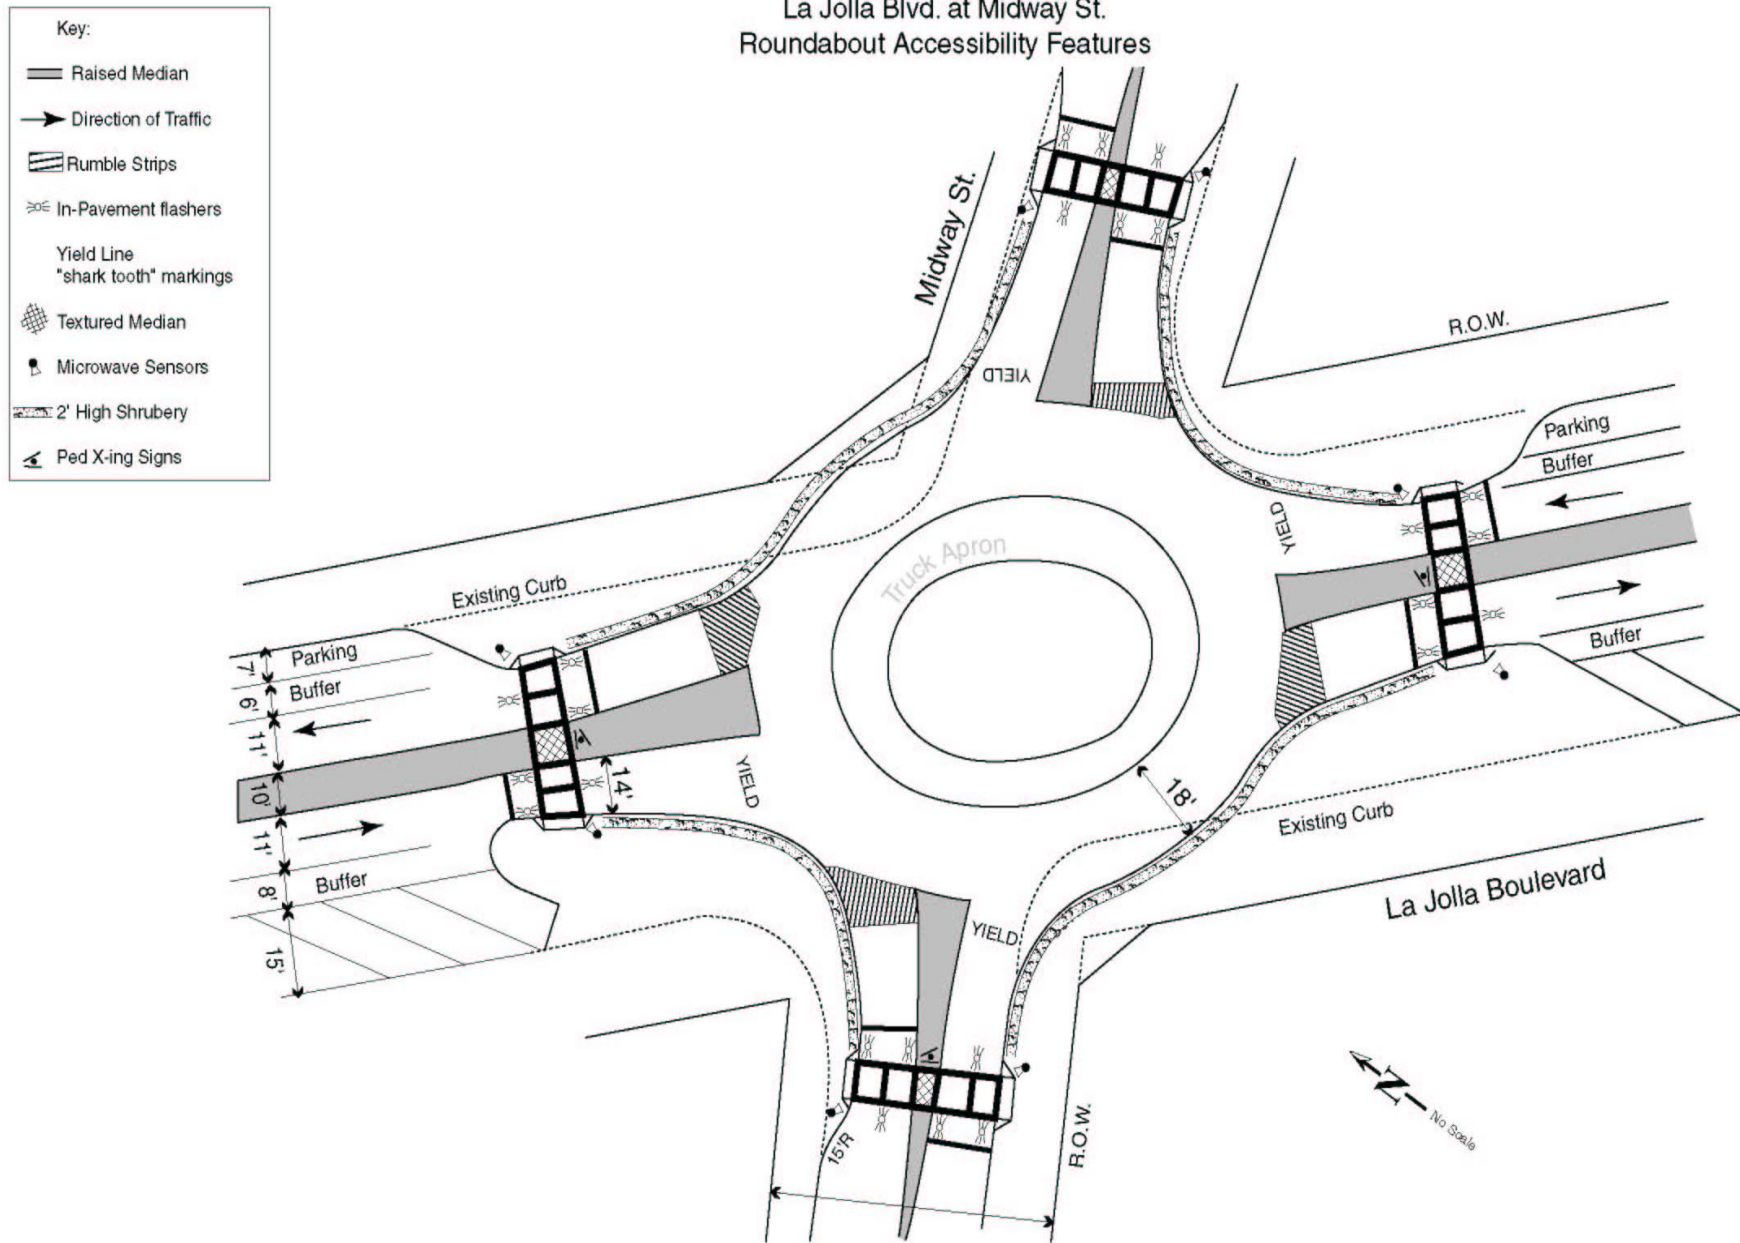 La Jolla Blvd. at Midway St.
Roundabout Accessibility Features
Key:
Raised Median
Direction of Traffic
Rumble Strips
In-Pavement flashers
Yield Line
"shark tooth" markings
Textured Median
Microwave Sensors
2' High Shrubery
Ped X-ing Signs
Midway St.
R.O.W.
YIELD
Parking
Buffer
YIELD
Truck Apron
Existing Curb
Parking
Buffer
Buffer
7'
6'
11'
10'
11'
8'
15'
14'
YIELD
18'
Existing Curb
Buffer
La Jolla Boulevard
YIELD
15'R
R.O.W.
N
No Scale